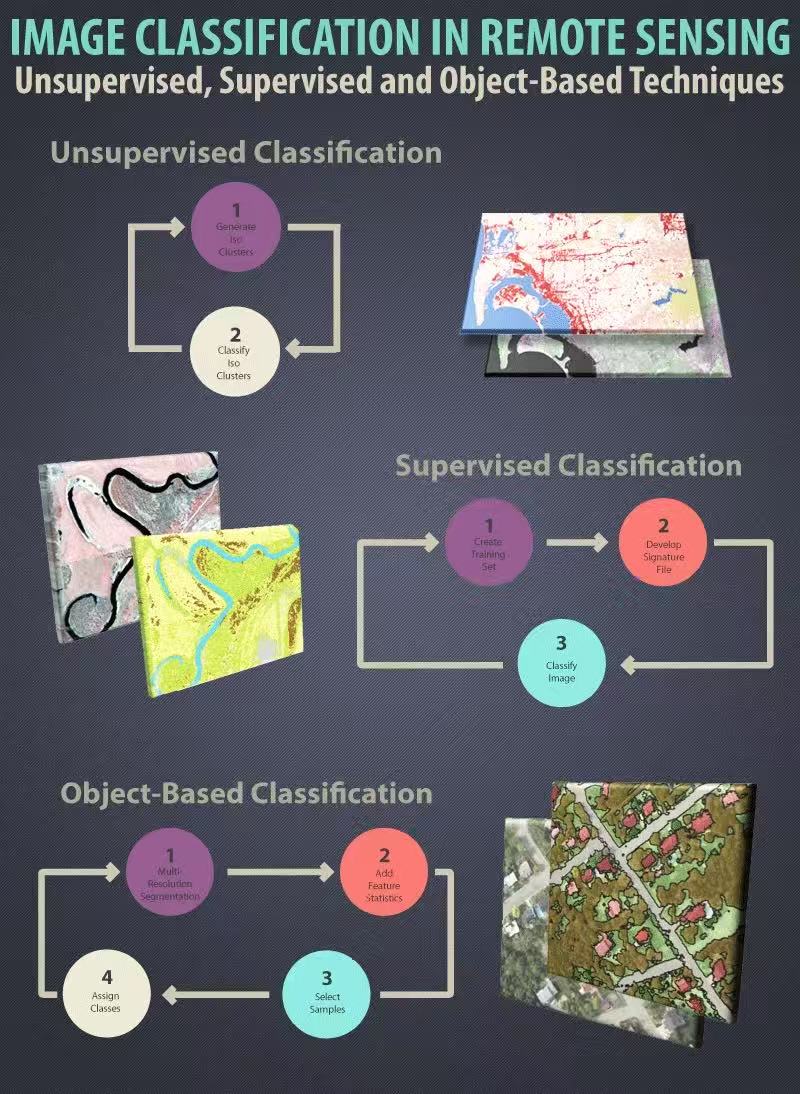 IMAGE CLASSIFICATION IN REMOTE SENSING
Unsupervised, Supervised and Object-Based Techniques
Unsupervised Classification
1
Generate
Iso
Clusters
2
Classify
Iso
Clusters
Supervised Classification
1
Create
Training
Set
2
Develop
Signature
File
3
Classify
Image
Object-Based Classification
1
Multi-
Resolution
Segmentation
2
Add
Feature
Statistics
3
Select
Samples
4
Assign
Classes